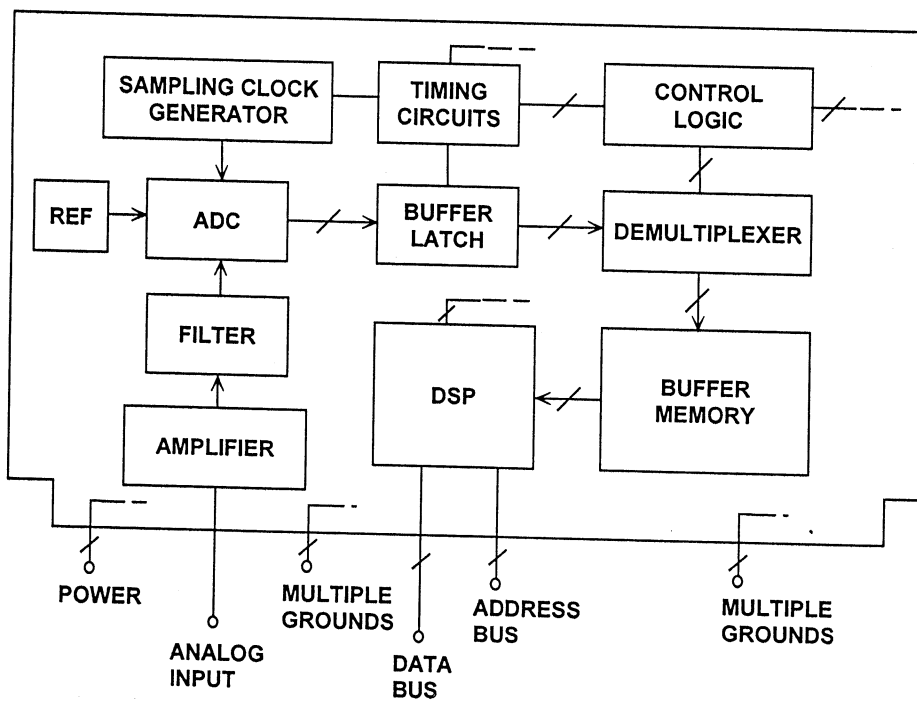 SAMPLING CLOCK
GENERATOR
TIMING
CIRCUITS
CONTROL
LOGIC
REF
ADC
BUFFER
LATCH
DEMULTIPLEXER
FILTER
DSP
BUFFER
MEMORY
AMPLIFIER
POWER
ANALOG
INPUT
MULTIPLE
GROUNDS
DATA
BUS
ADDRESS
BUS
MULTIPLE
GROUNDS